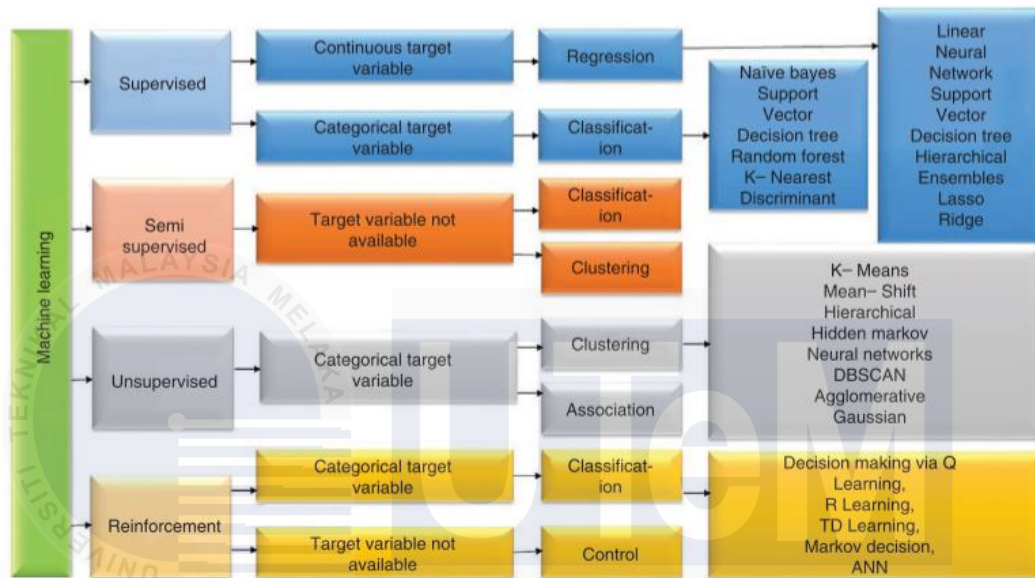 Machine learning
Supervised
Continuous target
variable
Regression
Linear
Neural
Network
Support
Vector
Decision tree
Hierarchical
Ensembles
Lasso
Ridge
Categorical target
variable
Classificat-
ion
Naïve bayes
Support
Vector
Decision tree
Random forest
K– Nearest
Discriminant
Semi
supervised
Target variable not
available
Classificat-
ion
Clustering
Unsupervised
Categorical target
variable
Clustering
Association
K– Means
Mean– Shift
Hierarchical
Hidden markov
Neural networks
DBSCAN
Agglomerative
Gaussian
Reinforcement
Categorical target
variable
Classificat-
ion
Target variable not
available
Control
Decision making via Q
Learning,
R Learning,
TD Learning,
Markov decision,
ANN
UNIVERSITI TEKNIKAL MALAYSIA MELAKA
UTeM